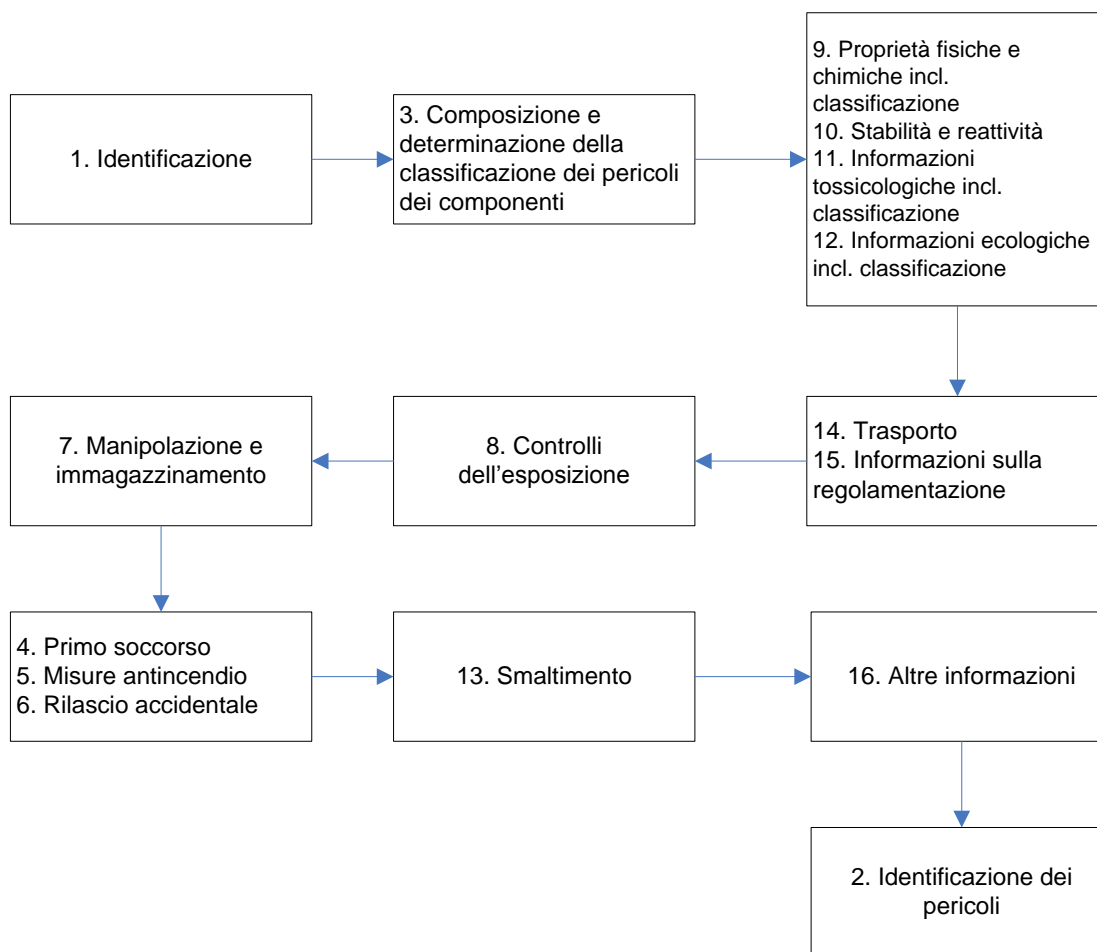 1. Identificazione
3. Composizione e
determinazione della
classificazione dei pericoli
dei componenti
9. Proprietà fisiche e
chimiche incl.
classificazione
10. Stabilità e reattività
11. Informazioni
tossicologiche incl.
classificazione
12. Informazioni ecologiche
incl. classificazione
7. Manipolazione e
immagazzinamento
8. Controlli
dell’esposizione
14. Trasporto
15. Informazioni sulla
regolamentazione
4. Primo soccorso
5. Misure antincendio
6. Rilascio accidentale
13. Smaltimento
16. Altre informazioni
2. Identificazione dei
pericoli